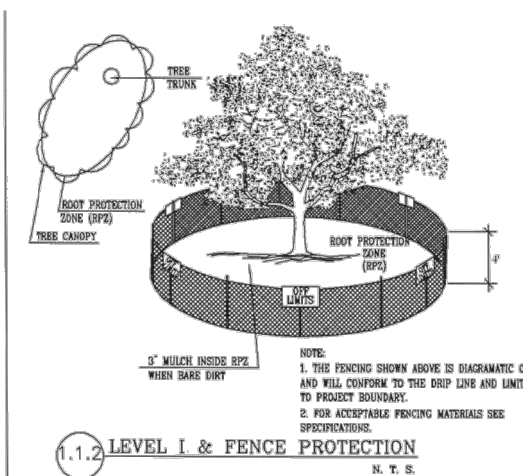 TREE
TRUNK
ROOT PROTECTION
ZONE (RPZ)
TREE CANOPY
ROOT PROTECTION
ZONE
(RPZ)
4'
OFF
LIMITS
3" MULCH INSIDE RPZ
WHEN BARE DIRT
NOTE:
1. THE FENCING SHOWN ABOVE IS DIAGRAMATIC
AND WILL CONFORM TO THE DRIP LINE AND LIMIT
TO PROJECT BOUNDARY.
2. FOR ACCEPTABLE FENCING MATERIALS SEE
SPECIFICATIONS.
1.1.2 LEVEL I & FENCE PROTECTION
N. T. S.